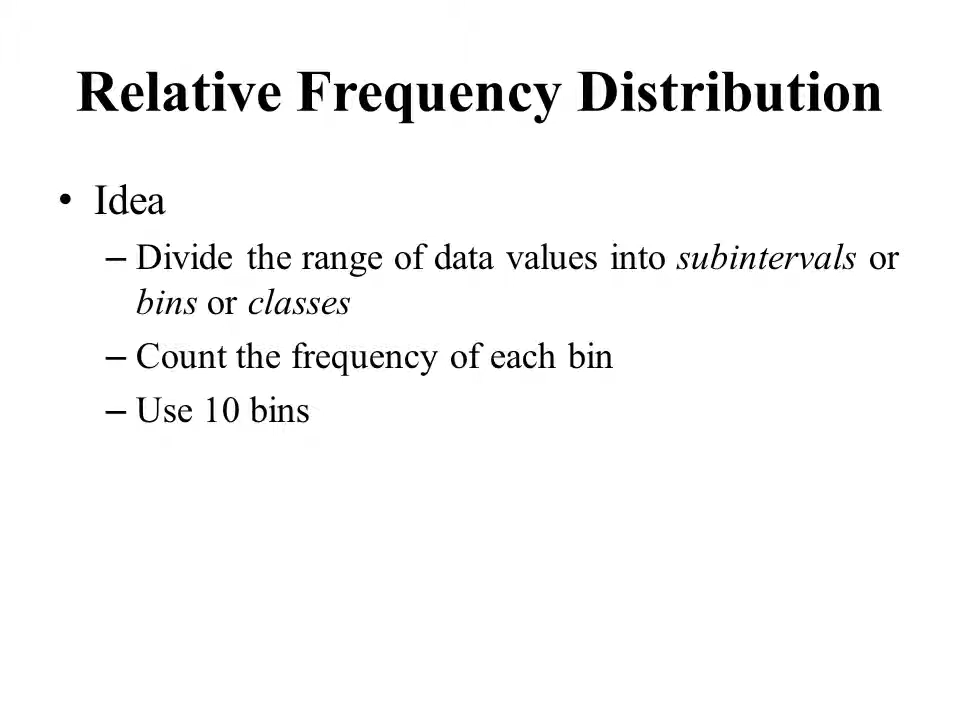 Relative Frequency Distribution
• Idea
– Divide the range of data values into subintervals or
bins or classes
– Count the frequency of each bin
– Use 10 bins